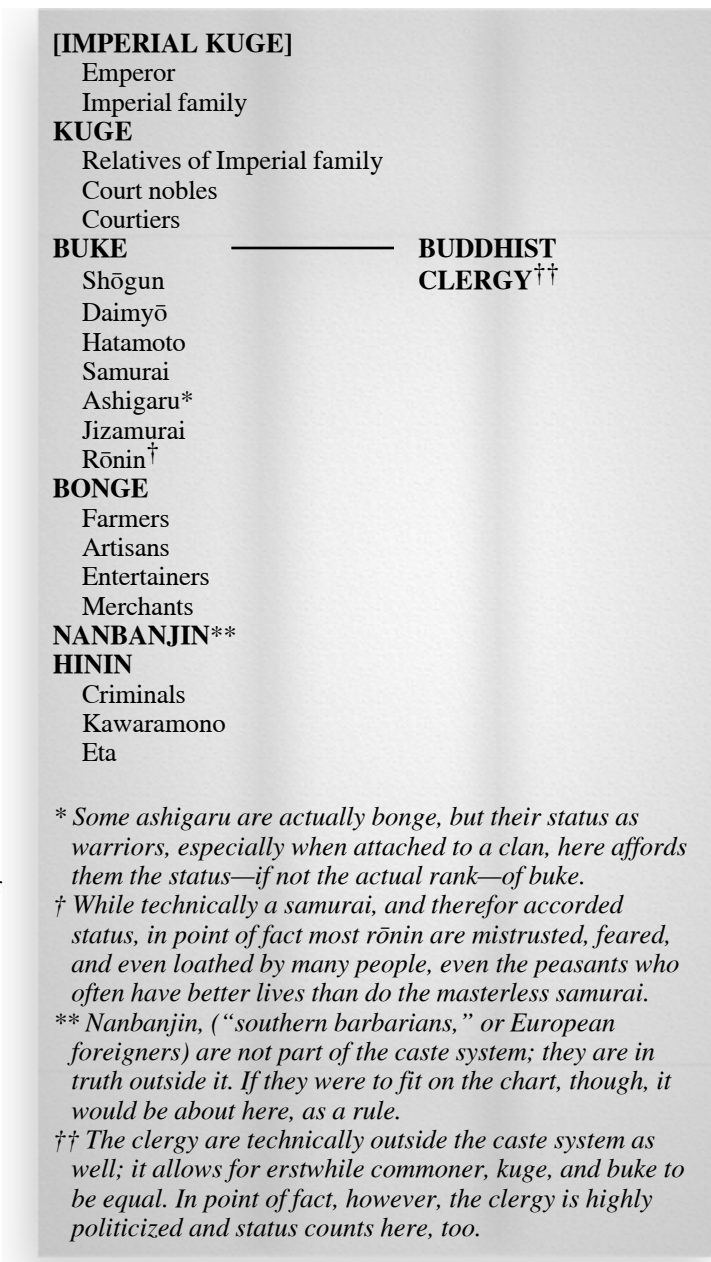 [IMPERIAL KUGE]
Emperor
Imperial family
KUGE
Relatives of Imperial family
Court nobles
Courtiers
BUKE
BUDDHIST
CLERGY††
Shōgun
Daimyō
Hatamoto
Samurai
Ashigaru*
Jizamurai
Rōnin†
BONGE
Farmers
Artisans
Entertainers
Merchants
NANBANJIN**
HININ
Criminals
Kawaramono
Eta
* Some ashigaru are actually bonge, but their status as
warriors, especially when attached to a clan, here affords
them the status—if not the actual rank—of buke.
† While technically a samurai, and therefor accorded
status, in point of fact most rōnin are mistrusted, feared,
and even loathed by many people, even the peasants who
often have better lives than do the masterless samurai.
** Nanbanjin, (“southern barbarians,” or European
foreigners) are not part of the caste system; they are in
truth outside it. If they were to fit on the chart, though, it
would be about here, as a rule.
†† The clergy are technically outside the caste system as
well; it allows for erstwhile commoner, kuge, and buke to
be equal. In point of fact, however, the clergy is highly
politicized and status counts here, too.